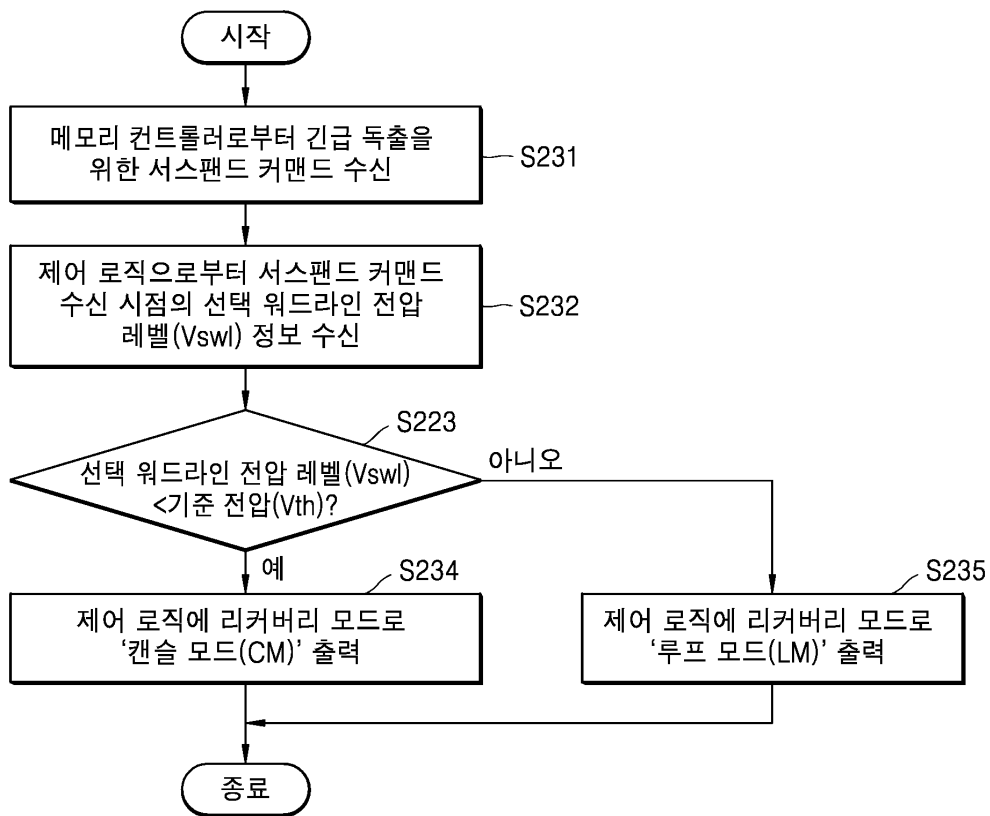 시작
메모리 컨트롤러로부터 긴급 독출을
위한 서스팬드 커맨드 수신
S231
제어 로직으로부터 서스팬드 커맨드
수신 시점의 선택 워드라인 전압
레벨(Vswl) 정보 수신
S232
S223
선택 워드라인 전압 레벨(Vswl)
<기준 전압(Vth)?
아니오
예
S234
제어 로직에 리커버리 모드로
‘캔슬 모드(CM)’ 출력
S235
제어 로직에 리커버리 모드로
‘루프 모드(LM)’ 출력
종료